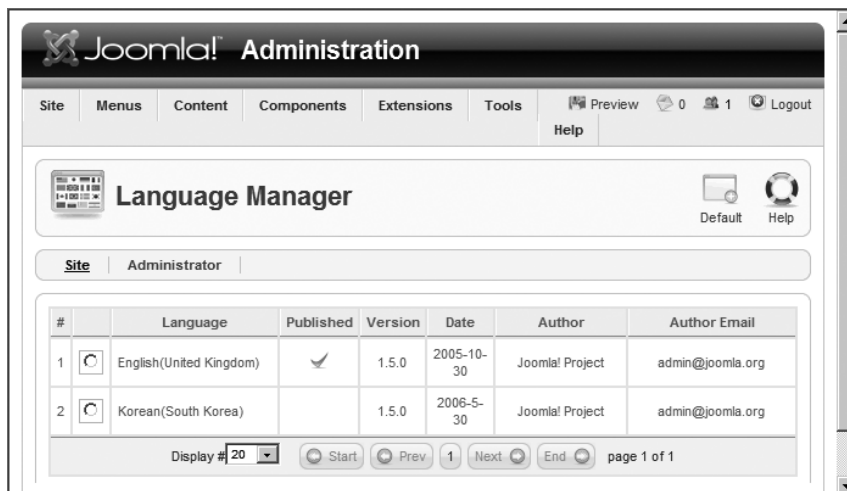 Joomla! Administration
Site Menus Content Components Extensions Tools Preview 0 1 Logout
Help
Language Manager
Default Help
Site Administrator
# Language Published Version Date Author Author Email
1 English(United Kingdom) 1.5.0 2005-10-30 Joomla! Project admin@joomla.org
2 Korean(South Korea) 1.5.0 2006-5-30 Joomla! Project admin@joomla.org
Display # 20 Start Prev 1 Next End page 1 of 1